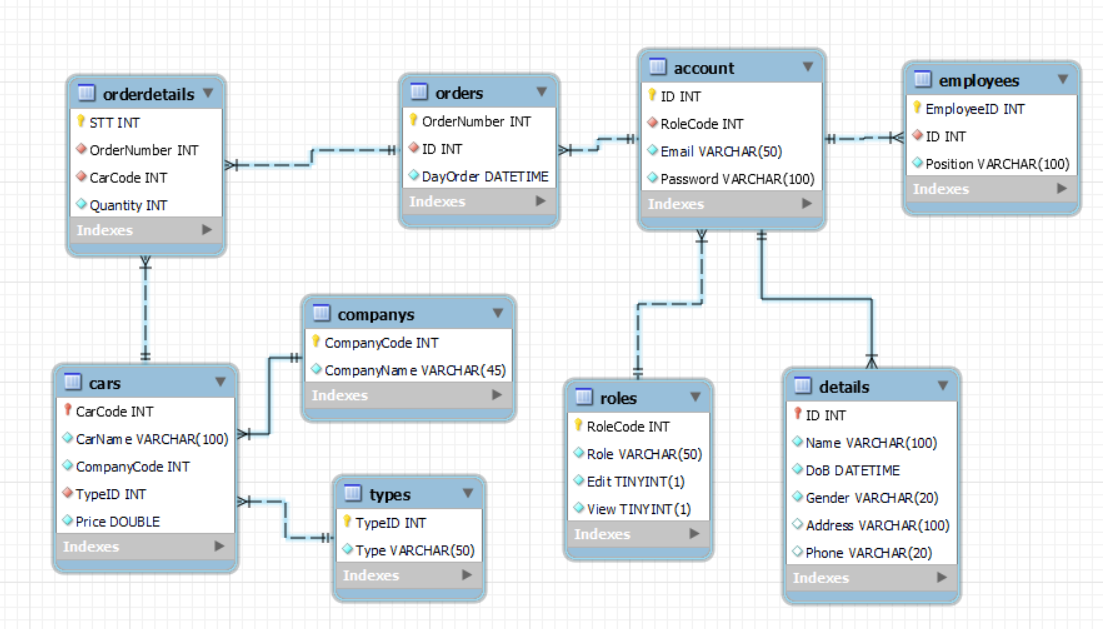 orderdetails
STT INT
OrderNumber INT
CarCode INT
Quantity INT
Indexes
orders
OrderNumber INT
ID INT
DayOrder DATETIME
Indexes
account
ID INT
RoleCode INT
Email VARCHAR(50)
Password VARCHAR(100)
Indexes
employees
EmployeeID INT
ID INT
Position VARCHAR(100)
Indexes
companys
CompanyCode INT
CompanyName VARCHAR(45)
Indexes
cars
CarCode INT
CarName VARCHAR(100)
CompanyCode INT
TypeID INT
Price DOUBLE
Indexes
types
TypeID INT
Type VARCHAR(50)
Indexes
roles
RoleCode INT
Role VARCHAR(50)
Edit TINYINT(1)
View TINYINT(1)
Indexes
details
ID INT
Name VARCHAR(100)
DoB DATETIME
Gender VARCHAR(20)
Address VARCHAR(100)
Phone VARCHAR(20)
Indexes